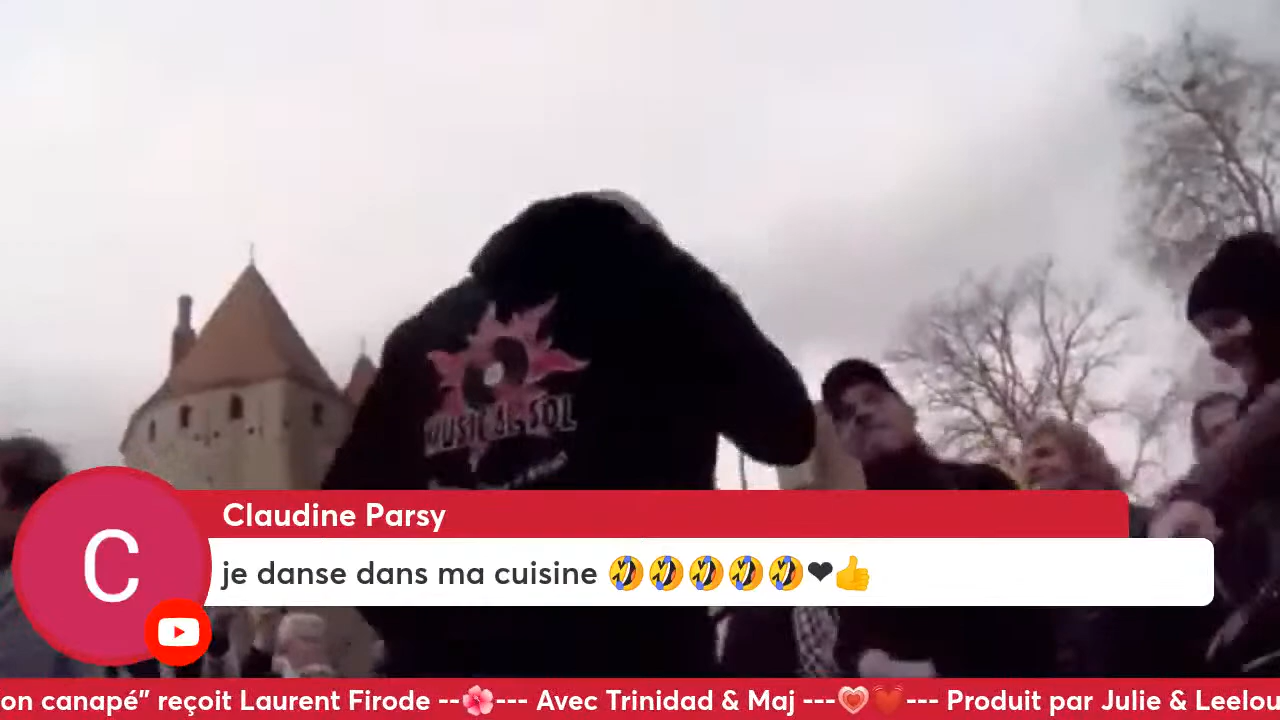 MUSICAL SOL
Claudine Parsy
C
je danse dans ma cuisine 🤣🤣🤣🤣🤣❤👍
on canapé” reçoit Laurent Firode --🌸--- Avec Trinidad & Maj ---💗💓--- Produit par Julie & Leelou